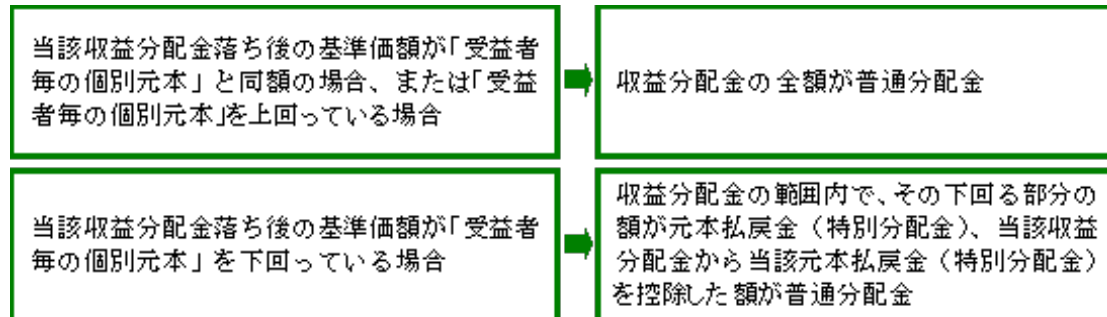 当該収益分配金落ち後の基準価額が「受益者
毎の個別元本」と同額の場合、または「受益
者毎の個別元本」を上回っている場合
収益分配金の全額が普通分配金
当該収益分配金落ち後の基準価額が「受益者
毎の個別元本」を下回っている場合
収益分配金の範囲内で、その下回る部分の
額が元本払戻金（特別分配金）、当該収益
分配金から当該元本払戻金（特別分配金）
を控除した額が普通分配金